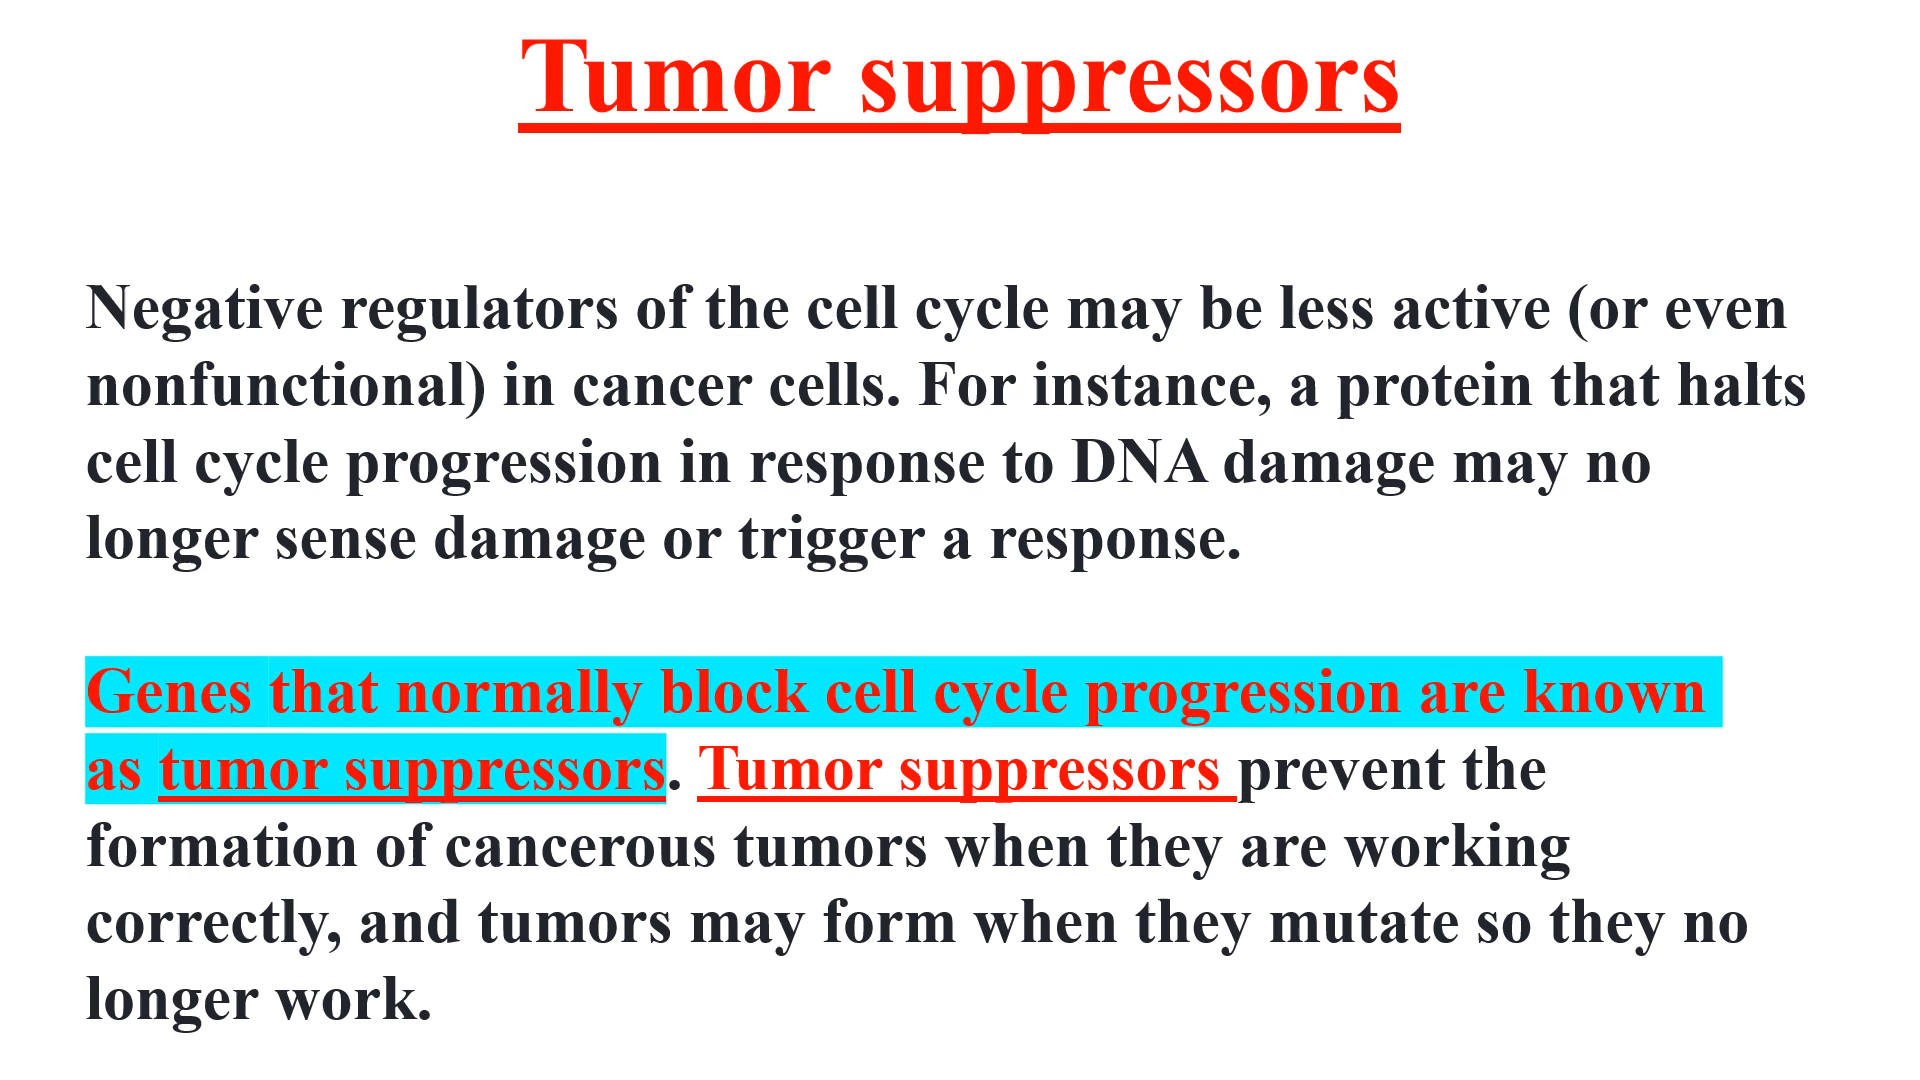 Tumor suppressors
Negative regulators of the cell cycle may be less active (or even
nonfunctional) in cancer cells. For instance, a protein that halts
cell cycle progression in response to DNA damage may no
longer sense damage or trigger a response.
Genes that normally block cell cycle progression are known
as tumor suppressors. Tumor suppressors prevent the
formation of cancerous tumors when they are working
correctly, and tumors may form when they mutate so they no
longer work.